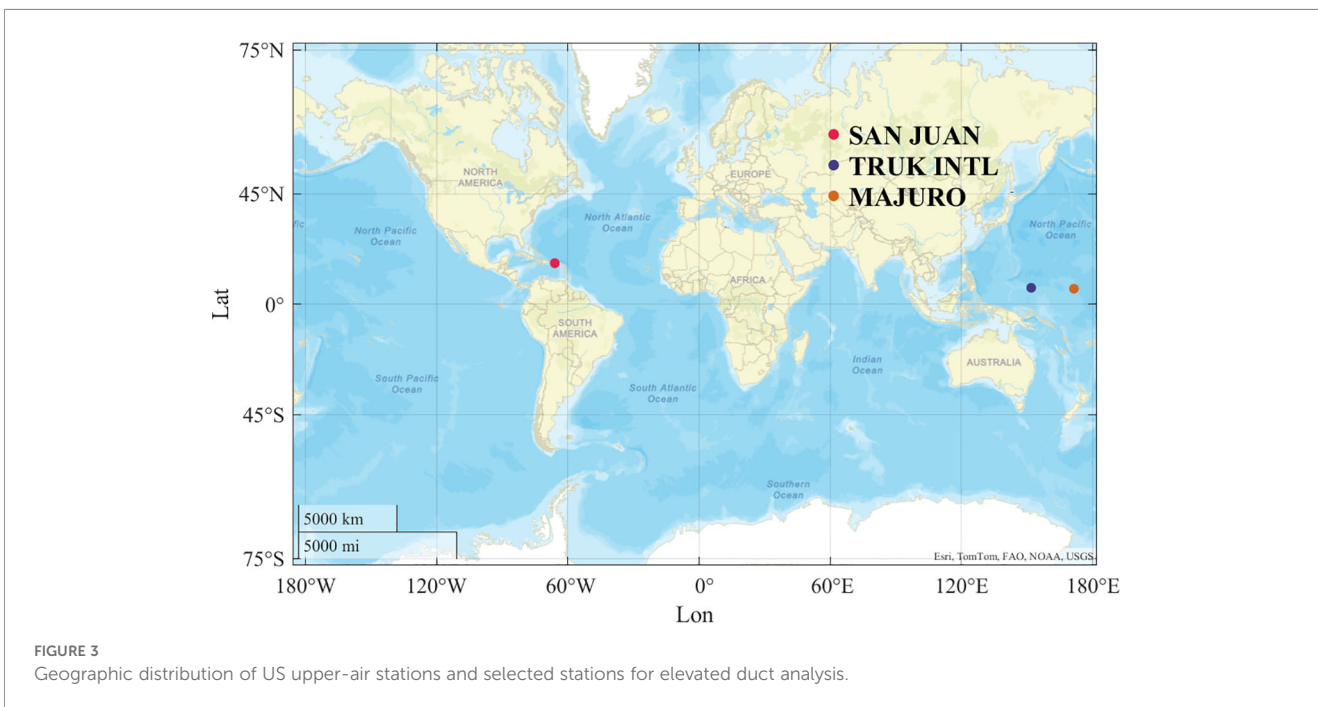 75°N
45°N
0°
45°S
75°S
Lat
SAN JUAN
TRUK INTL
MAJURO
NORTH
AMERICA
EUROPE
North Atlantic
Ocean
North Pacific
Ocean
North Pacific
Ocean
AFRICA
SOUTH
AMERICA
Indian
Ocean
AUSTRALIA
South Pacific
Ocean
South Atlantic
Ocean
Southern
Ocean
5000 km
5000 mi
Esri, TomTom, FAO, NOAA, USGS
180°W
120°W
60°W
0°
60°E
120°E
180°E
Lon
FIGURE 3
Geographic distribution of US upper-air stations and selected stations for elevated duct analysis.